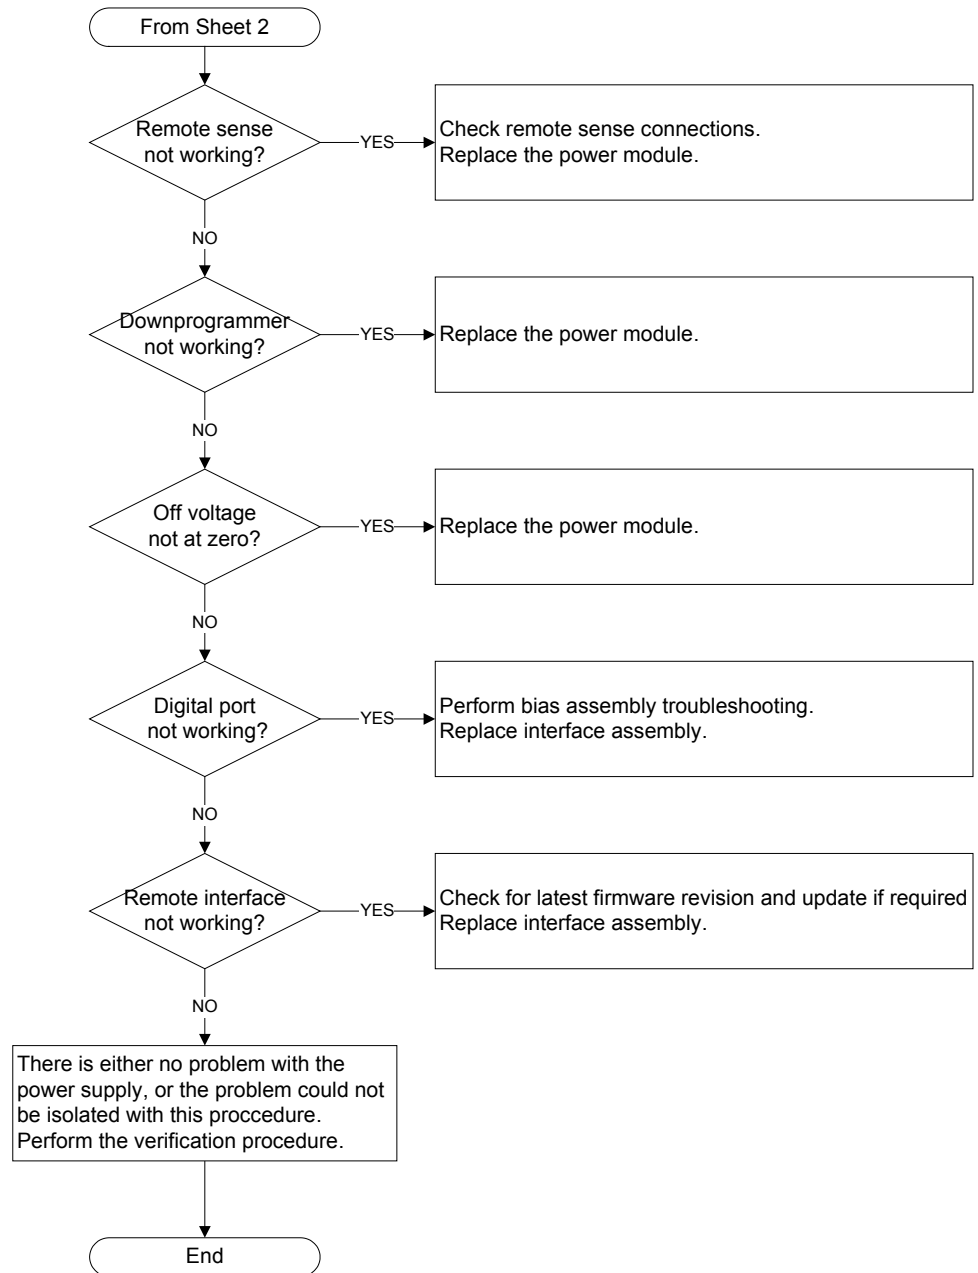 From Sheet 2
Remote sense
not working?
YES
Check remote sense connections.
Replace the power module.
NO
Downprogrammer
not working?
YES
Replace the power module.
NO
Off voltage
not at zero?
YES
Replace the power module.
NO
Digital port
not working?
YES
Perform bias assembly troubleshooting.
Replace interface assembly.
NO
Remote interface
not working?
YES
Check for latest firmware revision and update if required
Replace interface assembly.
NO
There is either no problem with the
power supply, or the problem could not
be isolated with this proccedure.
Perform the verification procedure.
End